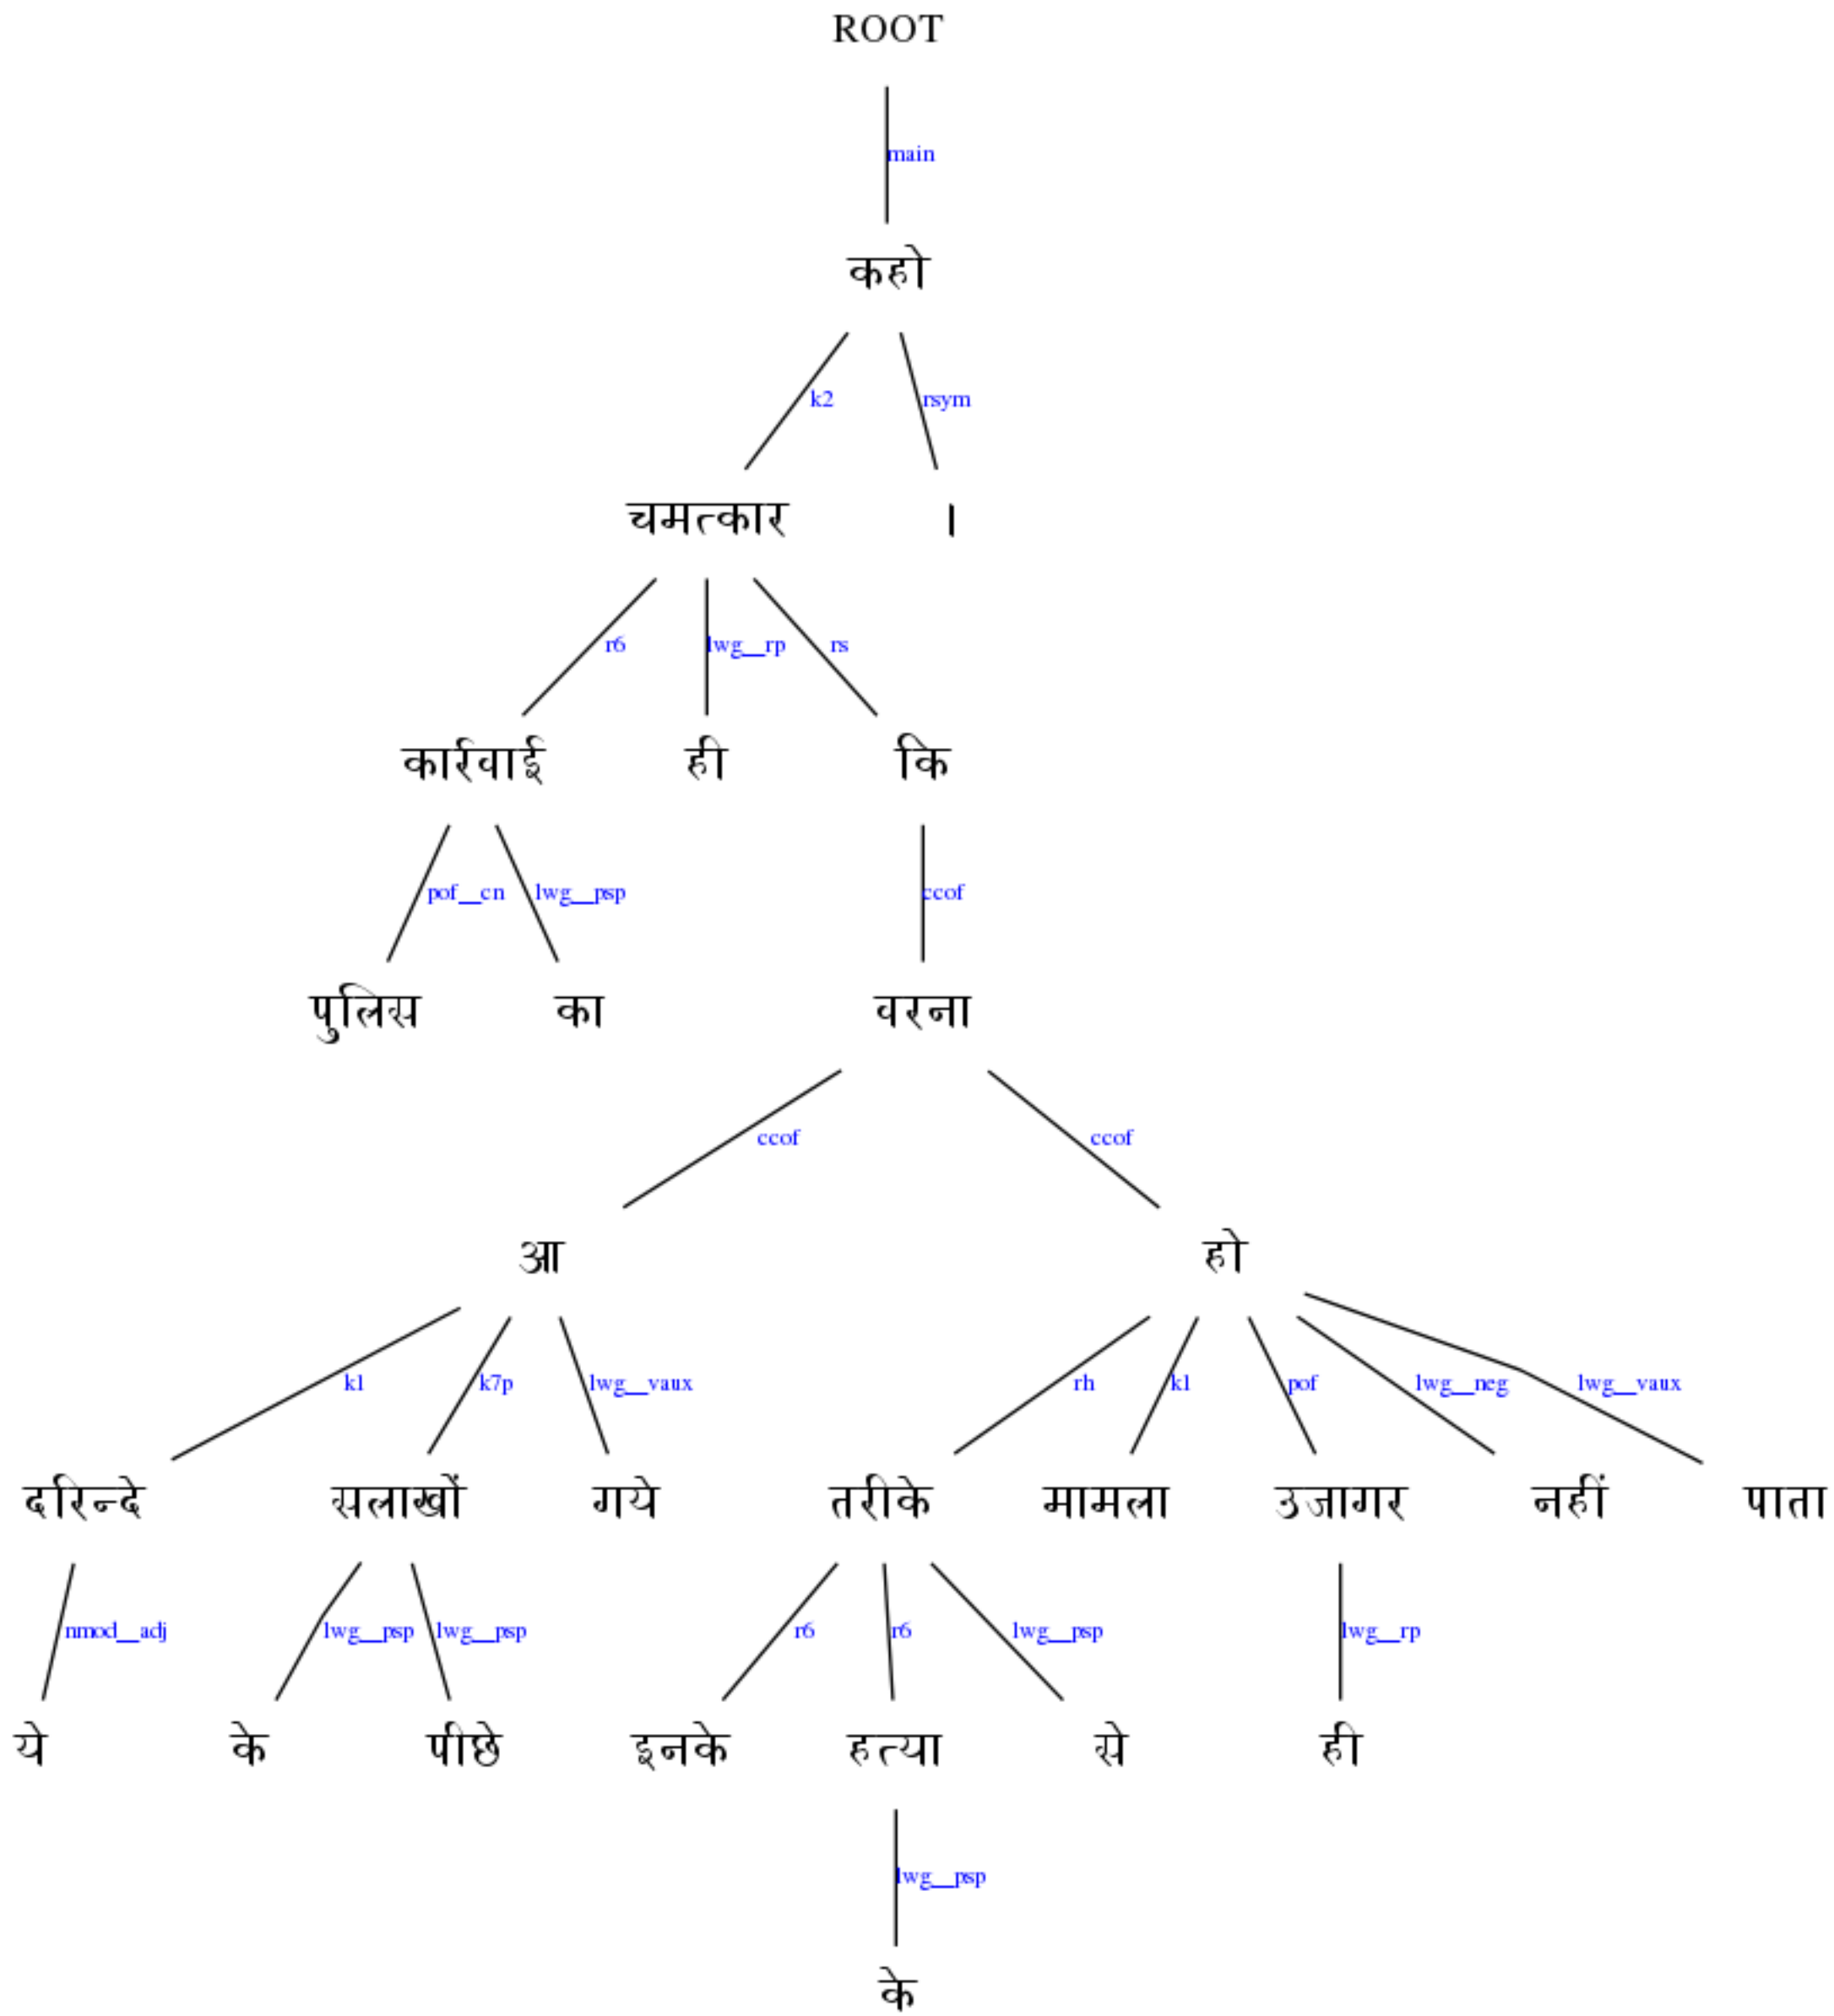 ROOT
main
कहो
k2 rsym
चमत्कार ।
r6 lwg__rp rs
कार्रवाई ही कि
pof__cn lwg__psp ccof
पुलिस का वरना
ccof ccof
आ हो
k1 k7p lwg__vaux rh k1 pof lwg__neg lwg__vaux
दरिन्दे सलाखों गये तरीके मामला उजागर नहीं पाता
nmod__adj lwg__psp lwg__psp r6 r6 lwg__psp lwg__rp
ये के पीछे इनके हत्या से ही
lwg__psp
के